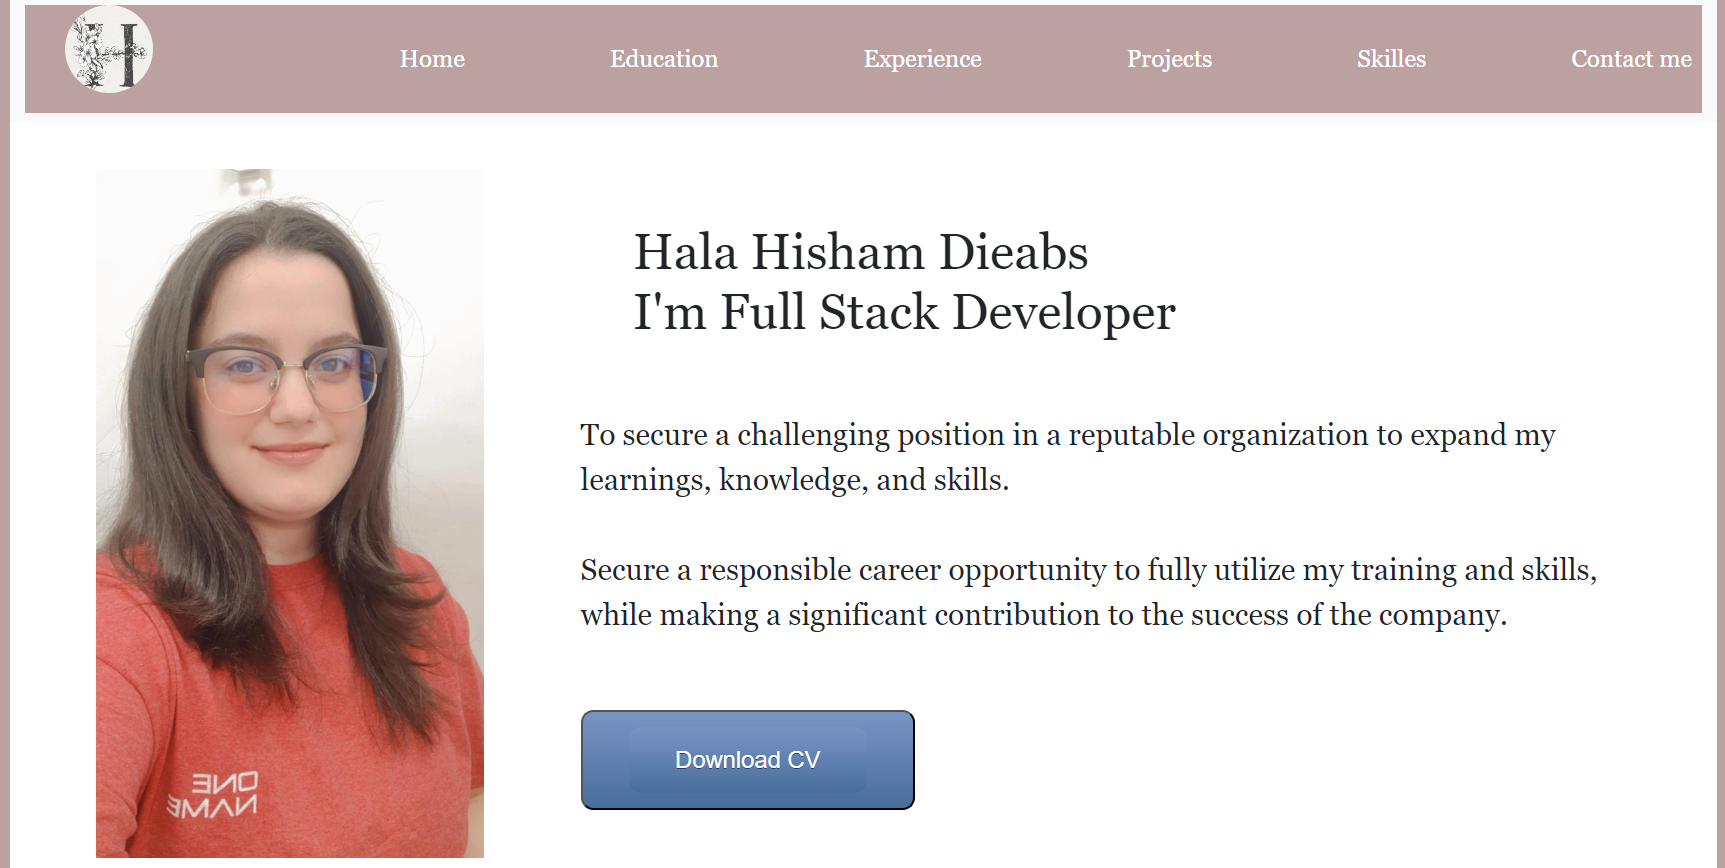 H
Home Education Experience Projects Skilles Contact me
Hala Hisham Dieabs
I'm Full Stack Developer
To secure a challenging position in a reputable organization to expand my
learnings, knowledge, and skills.
Secure a responsible career opportunity to fully utilize my training and skills,
while making a significant contribution to the success of the company.
Download CV
ONE
NAME